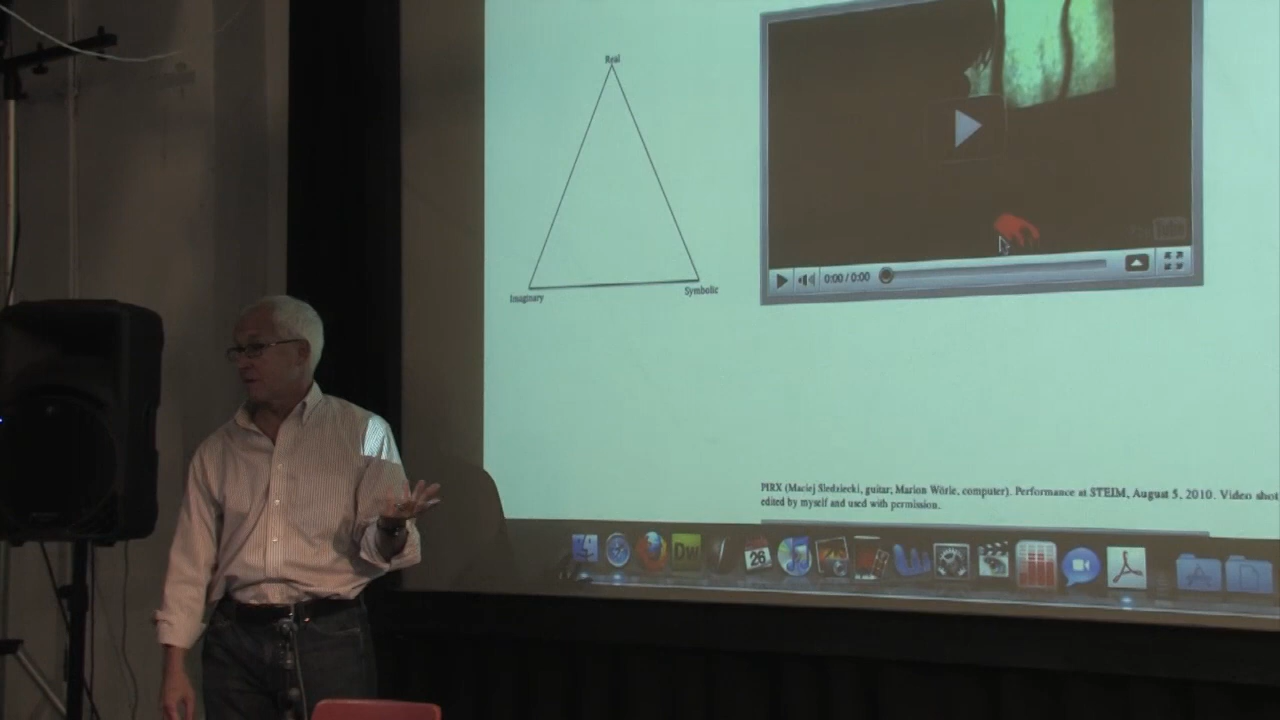 Real
Imaginary
Symbolic
0:00 / 0:00
PIRX (Maciej Sledziecki, guitar; Marion Wörle, computer). Performance at STEIM, August 5, 2010. Video shot
edited by myself and used with permission.
Dw
26